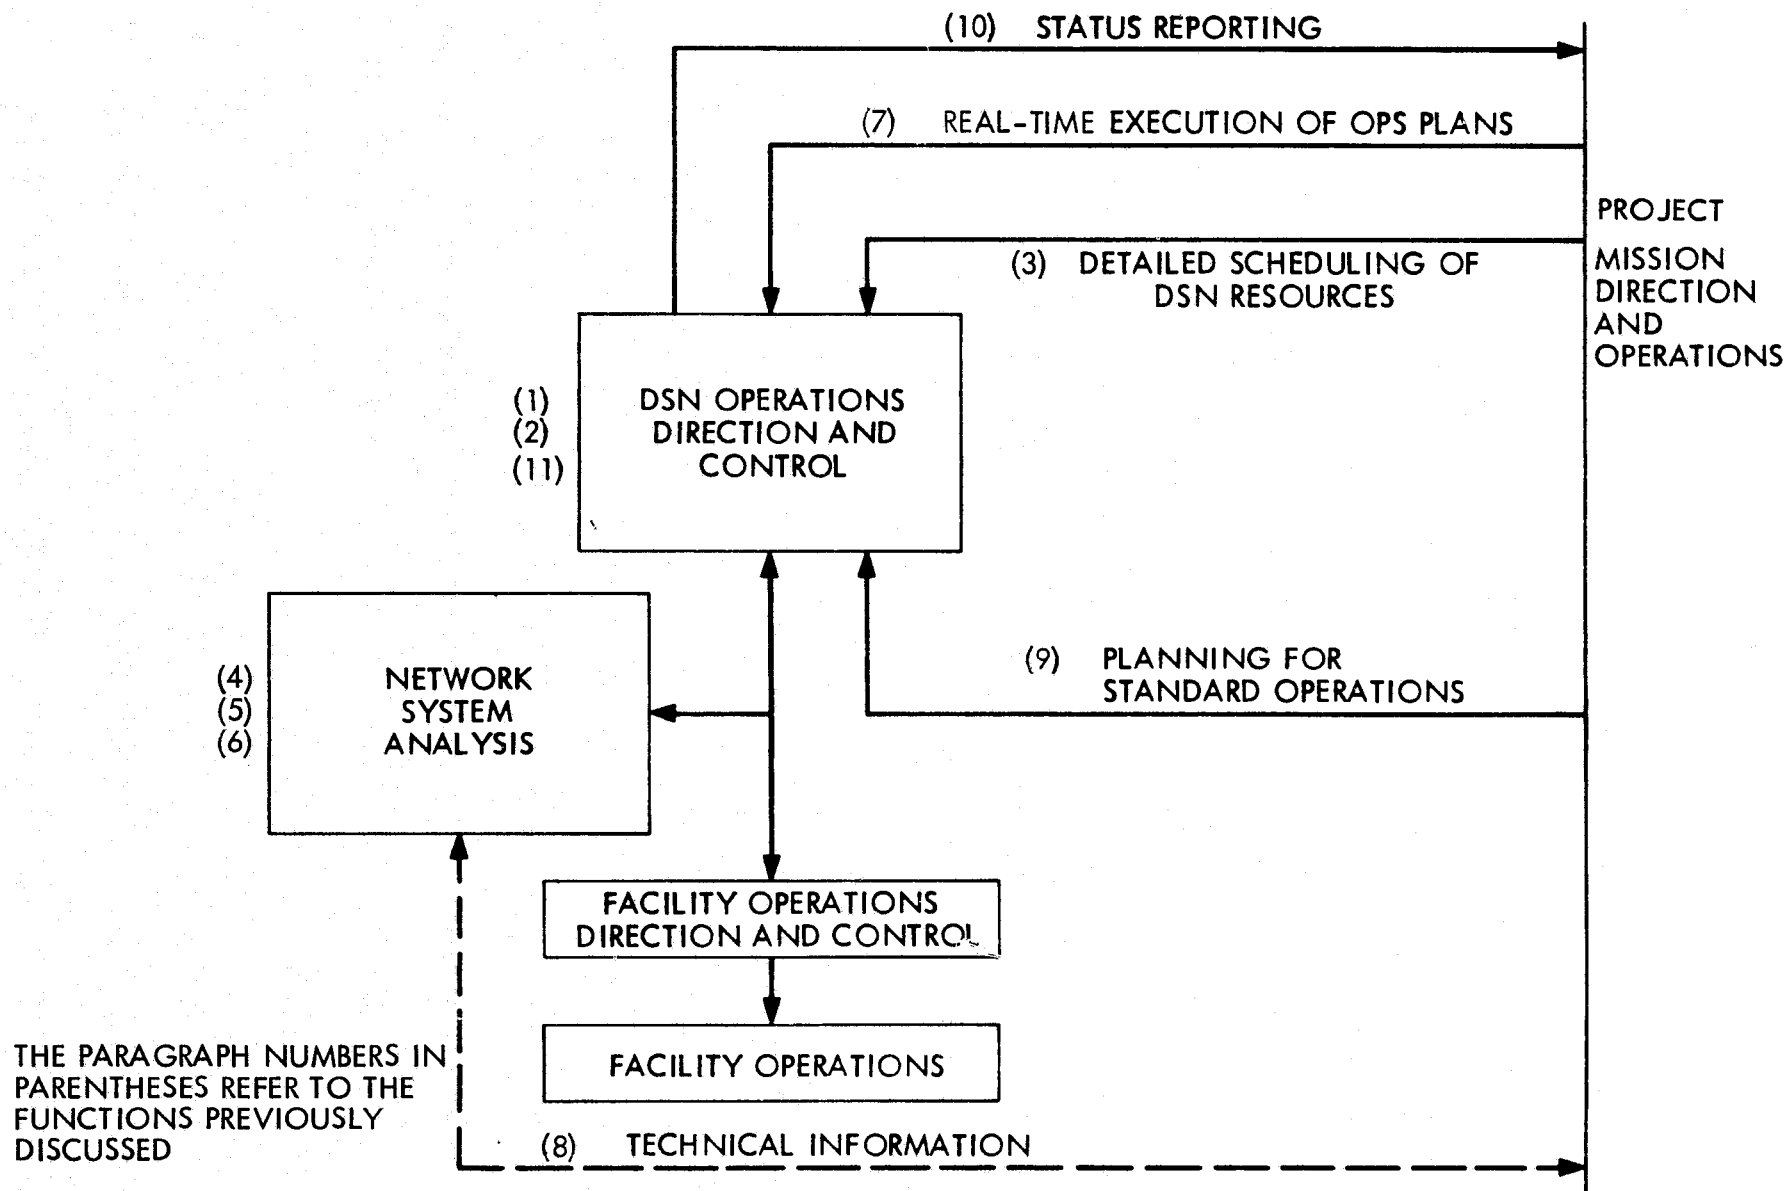 (10) STATUS REPORTING
(7) REAL-TIME EXECUTION OF OPS PLANS
PROJECT
MISSION
DIRECTION
AND
OPERATIONS
(3) DETAILED SCHEDULING OF
DSN RESOURCES
(1)
(2)
(11)
DSN OPERATIONS
DIRECTION AND
CONTROL
(4)
(5)
(6)
NETWORK
SYSTEM
ANALYSIS
(9) PLANNING FOR
STANDARD OPERATIONS
FACILITY OPERATIONS
DIRECTION AND CONTROL
FACILITY OPERATIONS
THE PARAGRAPH NUMBERS IN
PARENTHESES REFER TO THE
FUNCTIONS PREVIOUSLY
DISCUSSED
(8) TECHNICAL INFORMATION